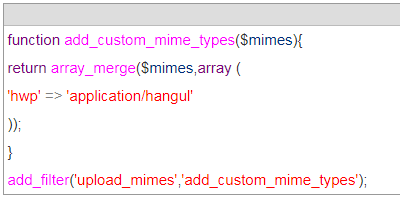 function add_custom_mime_types($mimes){
return array_merge($mimes,array (
'hwp' => 'application/hangul'
));
}
add_filter('upload_mimes','add_custom_mime_types');